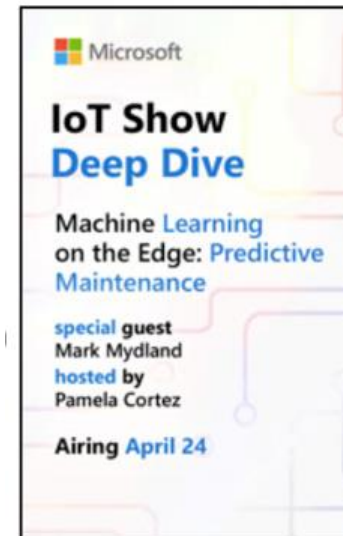 Microsoft
IoT Show
Deep Dive
Machine Learning
on the Edge: Predictive
Maintenance
special guest
Mark Mydland
hosted by
Pamela Cortez
Airing April 24